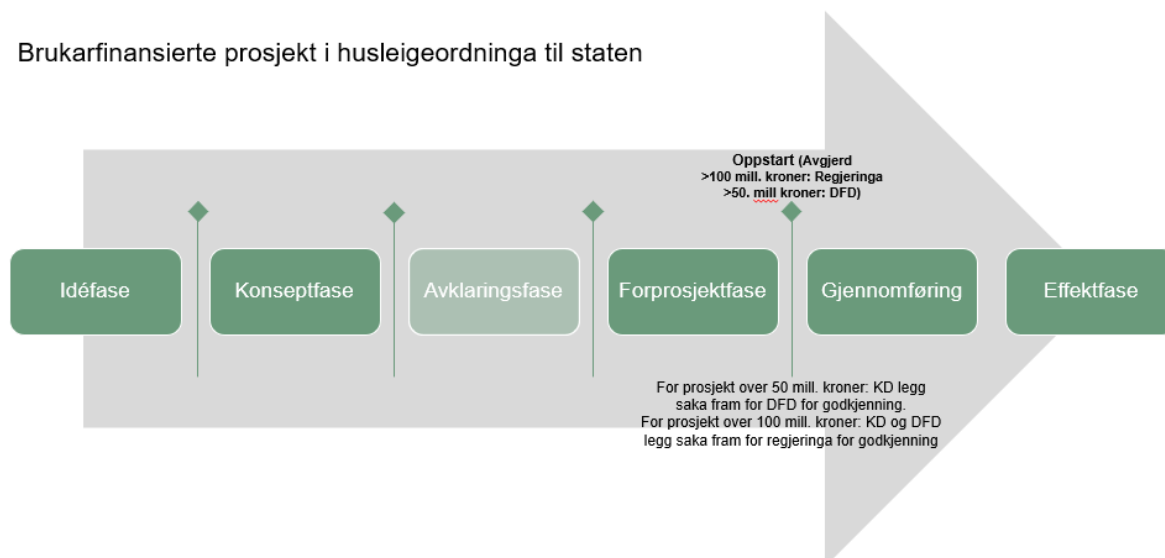 Brukarfinansierte prosjekt i husleigeordninga til staten
Oppstart (Avgjerd
>100 mill. kroner: Regjeringa
>50. mill kroner: DFD)
Idéfase
Konseptfase
Avklaringsfase
Forprosjektfase
Gjennomføring
Effektfase
For prosjekt over 50 mill. kroner: KD legg
saka fram for DFD for godkjenning.
For prosjekt over 100 mill. kroner: KD og DFD
legg saka fram for regjeringa for godkjenning